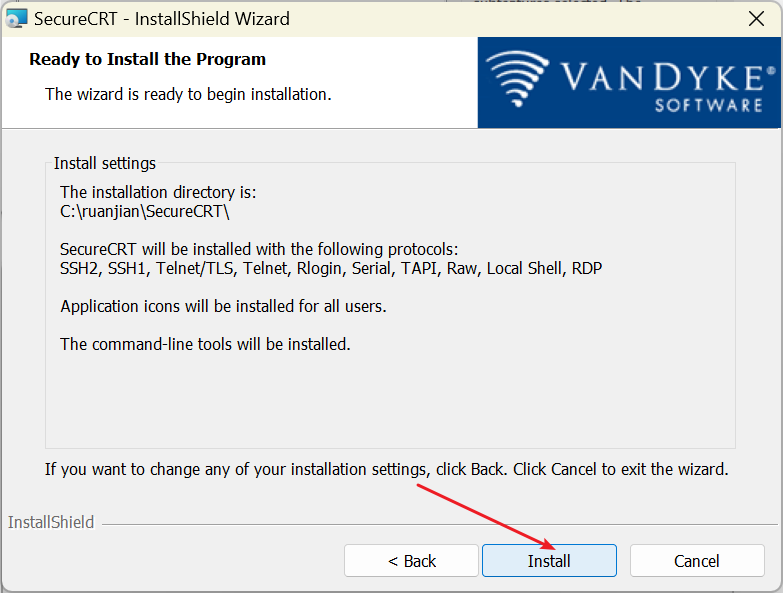 SecureCRT - InstallShield Wizard
Ready to Install the Program
The wizard is ready to begin installation.
VANDYKE®
SOFTWARE
Install settings
The installation directory is:
C:\ruanjian\SecureCRT\
SecureCRT will be installed with the following protocols:
SSH2, SSH1, Telnet/TLS, Telnet, Rlogin, Serial, TAPI, Raw, Local Shell, RDP
Application icons will be installed for all users.
The command-line tools will be installed.
If you want to change any of your installation settings, click Back. Click Cancel to exit the wizard.
InstallShield
< Back
Install
Cancel